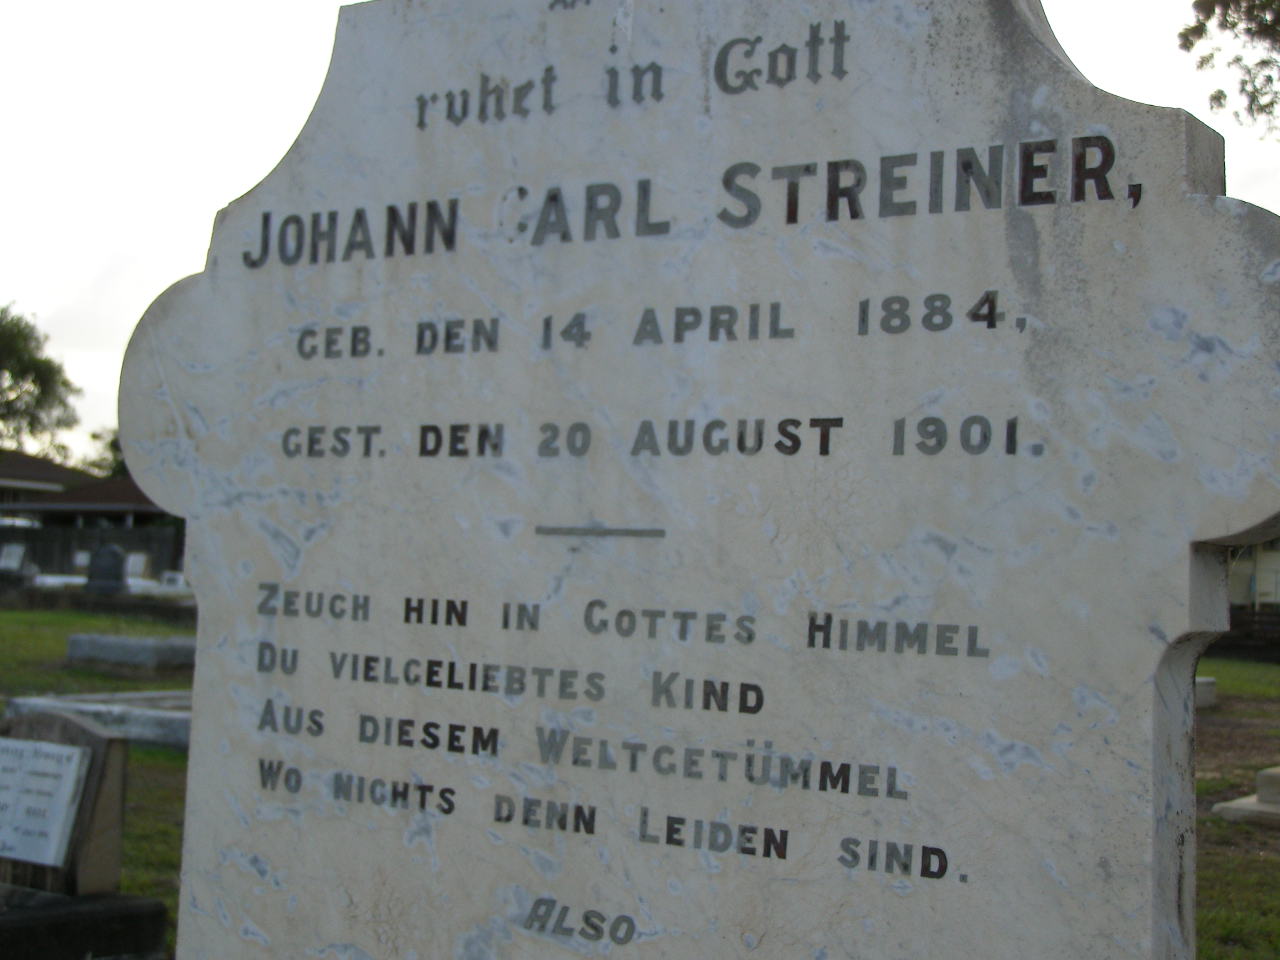 ruhet in Gott
JOHANN CARL STREINER,
GEB. DEN 14 APRIL 1884,
GEST. DEN 20 AUGUST 1901.
ZEUCH HIN IN GOTTES HIMMEL
DU VIELGELIEBTES KIND
AUS DIESEM WELTGETÜMMEL
WO NICHTS DENN LEIDEN SIND.
ALSO